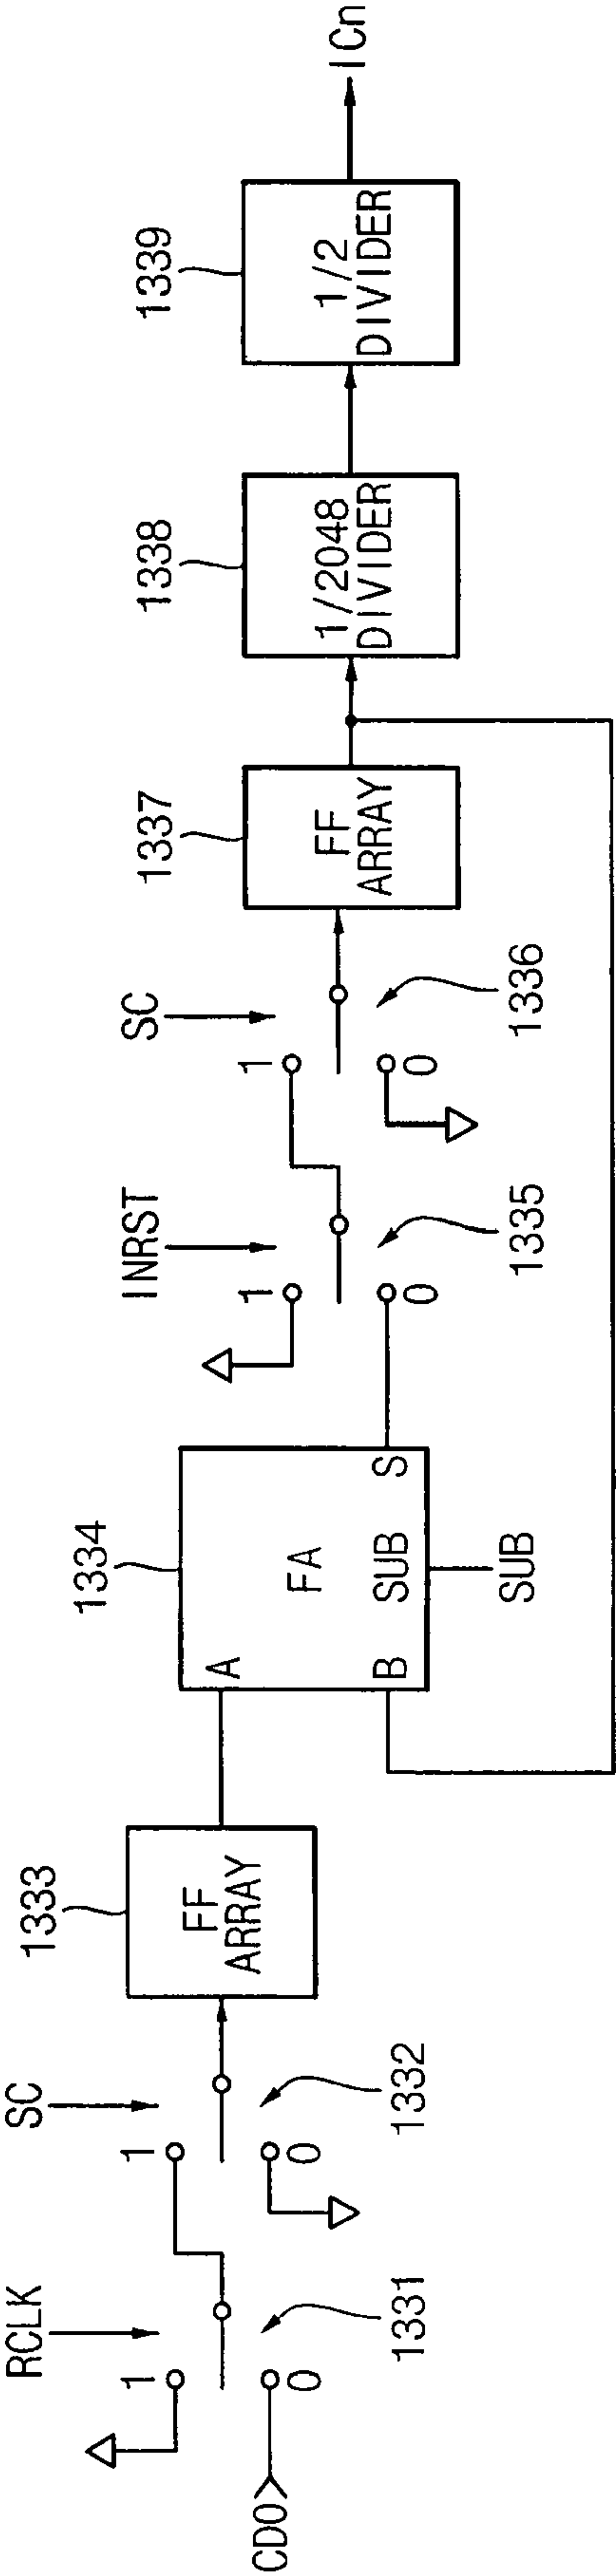 RCLK
SC
1333
1334
INRST
SC
1337
1338
1339
1
1
FF
ARRAY
A
FA
1
1
FF
ARRAY
1/2048
DIVIDER
1/2
DIVIDER
ICn
CDO
0
0
B
SUB
S
0
0
1331
1332
SUB
1335
1336